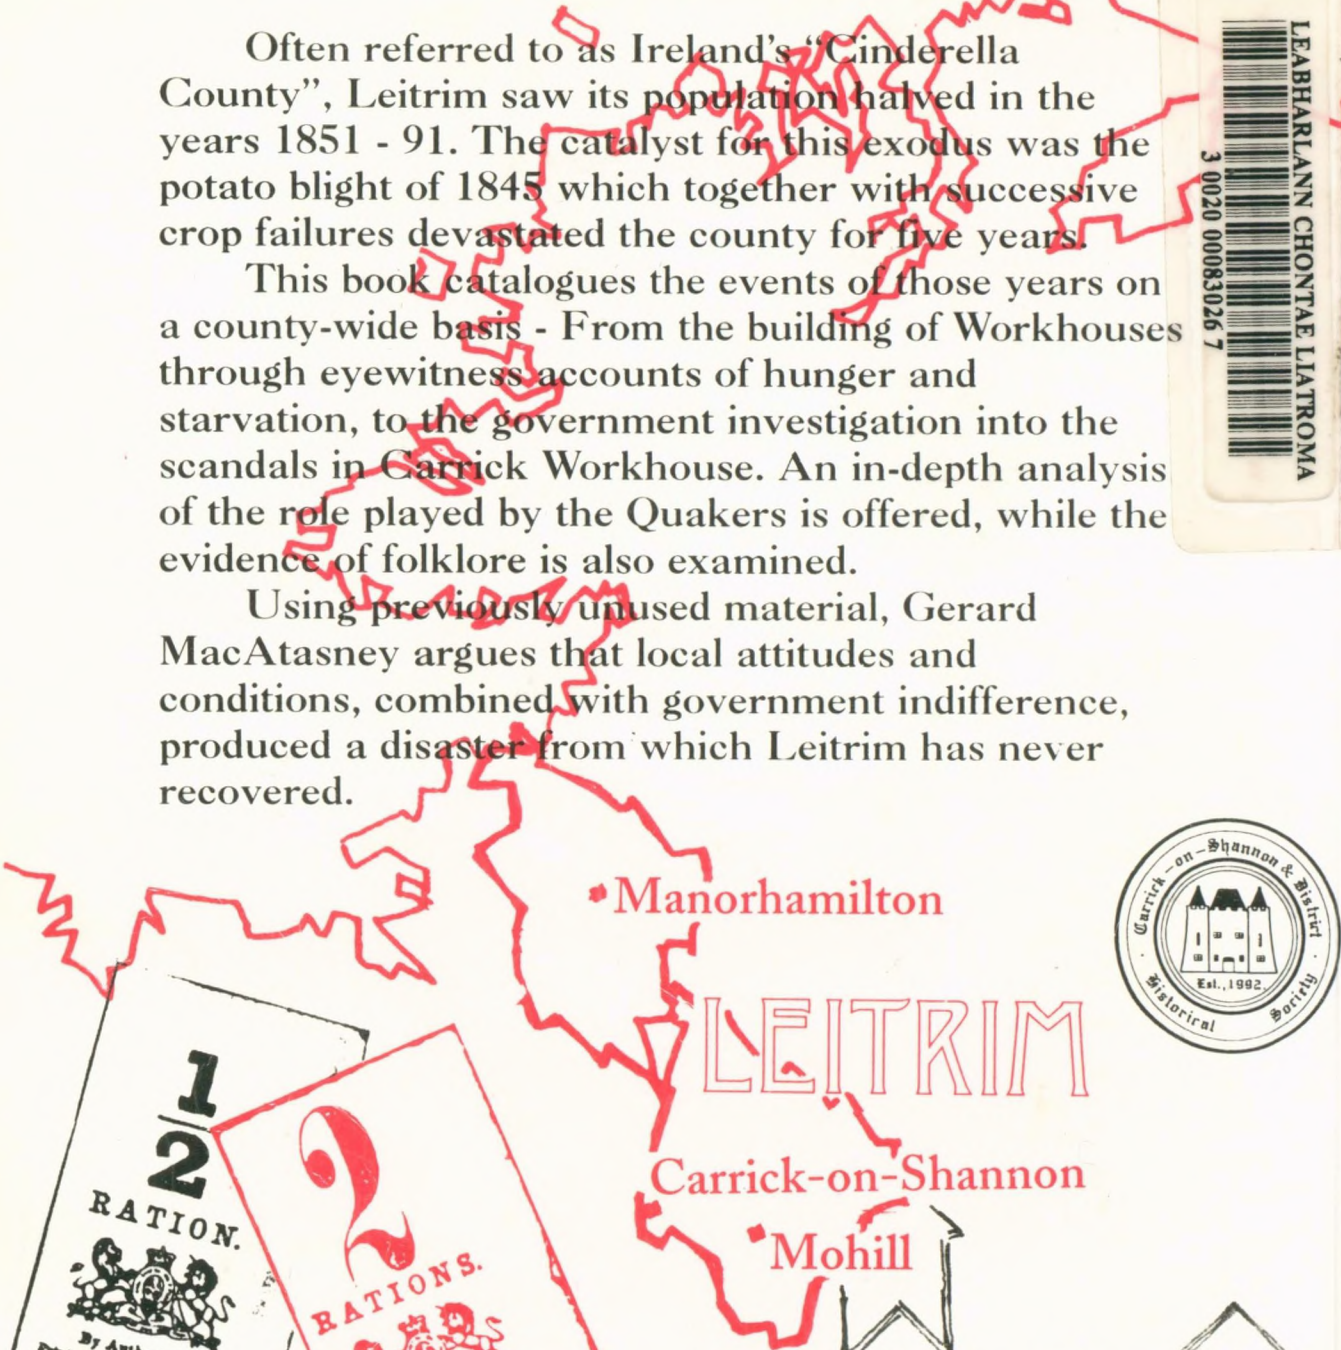 Often referred to as Ireland's "Cinderella
County", Leitrim saw its population halved in the
years 1851 - 91. The catalyst for this exodus was the
potato blight of 1845 which together with successive
crop failures devastated the county for five years.
This book catalogues the events of those years on
a county-wide basis - From the building of Workhouses
through eyewitness accounts of hunger and
starvation, to the government investigation into the
scandals in Carrick Workhouse. An in-depth analysis
of the role played by the Quakers is offered, while the
evidence of folklore is also examined.
Using previously unused material, Gerard
MacAtasney argues that local attitudes and
conditions, combined with government indifference,
produced a disaster from which Leitrim has never
recovered.
LEABHARLANN CHONTAE LIATROMA
3 0020 00083026 7
Manorhamilton
LEITRIM
Carrick-on-Shannon
Mohill
Carrick-on-Shannon & District
Historical Society
Est., 1992.
1/2
RATION.
By
2
RATIONS.